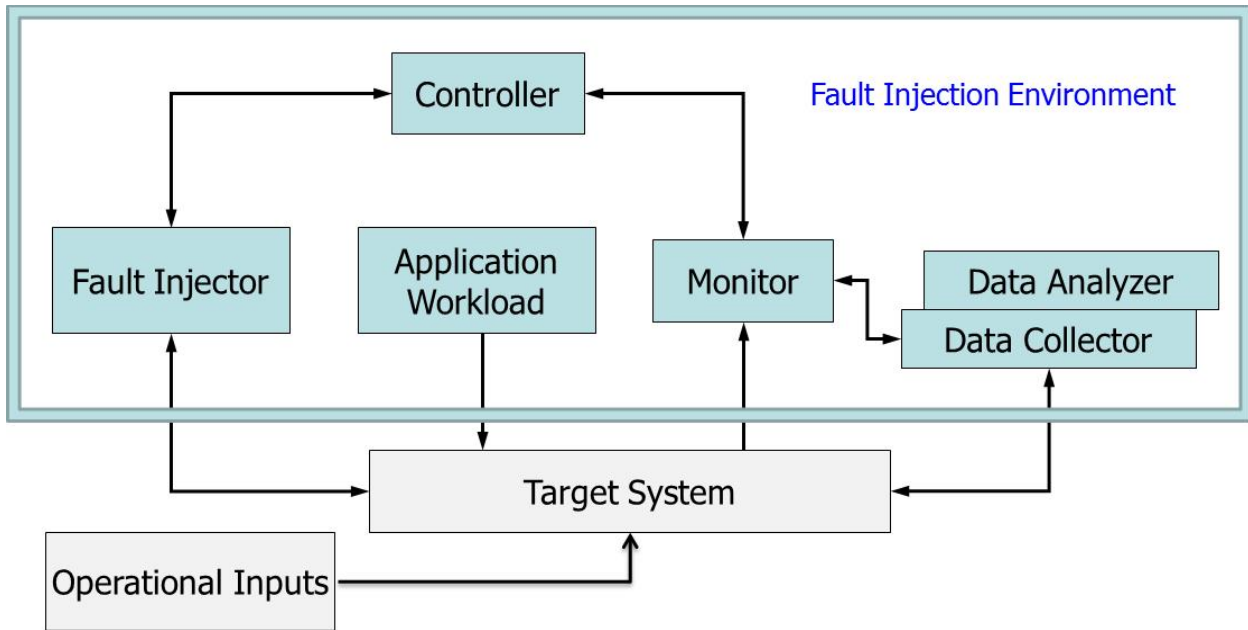 Controller
Fault Injection Environment
Fault Injector
Application
Workload
Monitor
Data Analyzer
Data Collector
Target System
Operational Inputs